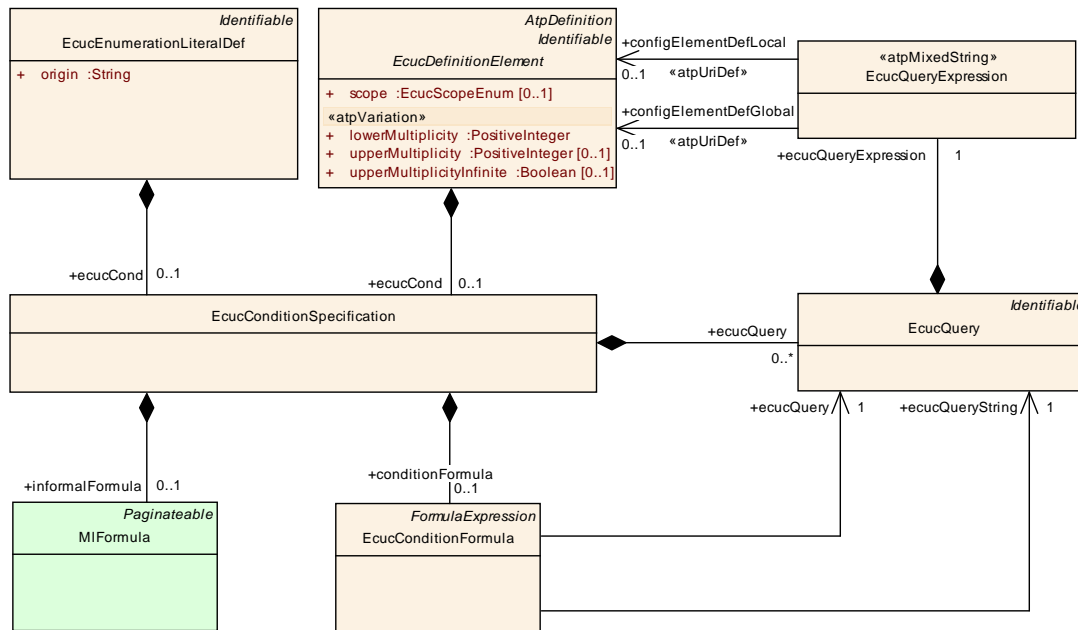 Identifiable
EcucEnumerationLiteralDef
+ origin :String
AtpDefinition
Identifiable
EcucDefinitionElement
+ scope :EcucScopeEnum [0..1]
«atpVariation»
+ lowerMultiplicity :PositiveInteger
+ upperMultiplicity :PositiveInteger [0..1]
+ upperMultiplicityInfinite :Boolean [0..1]
+configElementDefLocal
0..1 «atpUriDef»
+configElementDefGlobal
0..1 «atpUriDef»
«atpMixedString»
EcucQueryExpression
+ecucQueryExpression 1
+ecucCond 0..1
+ecucCond 0..1
EcucConditionSpecification
+ecucQuery
0..*
Identifiable
EcucQuery
+ecucQuery 1
+ecucQueryString 1
+informalFormula 0..1
+conditionFormula
0..1
Paginateable
MlFormula
FormulaExpression
EcucConditionFormula